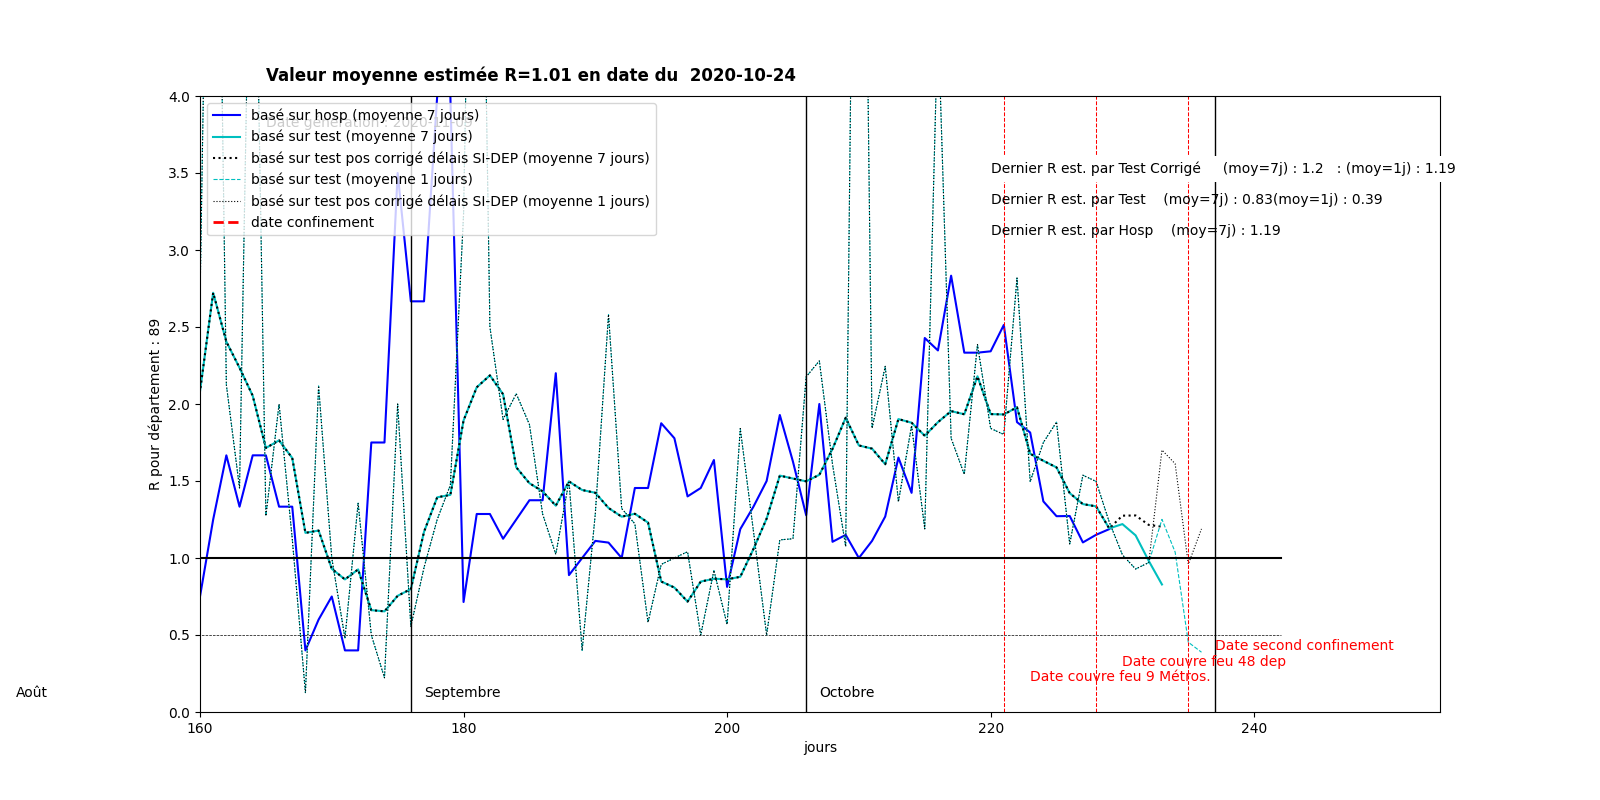 Valeur moyenne estimée R=1.01 en date du  2020-10-24
4.0
3.5
3.0
2.5
2.0
1.5
1.0
0.5
0.0
R pour département : 89
basé sur hosp (moyenne 7 jours)
basé sur test (moyenne 7 jours)
basé sur test pos corrigé délais SI-DEP (moyenne 7 jours)
basé sur test (moyenne 1 jours)
basé sur test pos corrigé délais SI-DEP (moyenne 1 jours)
date confinement
Dernier R est. par Test Corrigé     (moy=7j) : 1.2   : (moy=1j) : 1.19
Dernier R est. par Test    (moy=7j) : 0.83(moy=1j) : 0.39
Dernier R est. par Hosp    (moy=7j) : 1.19
Date second confinement
Date couvre feu 48 dep
Date couvre feu 9 Métros.
Août
Septembre
Octobre
160
180
200
220
240
jours